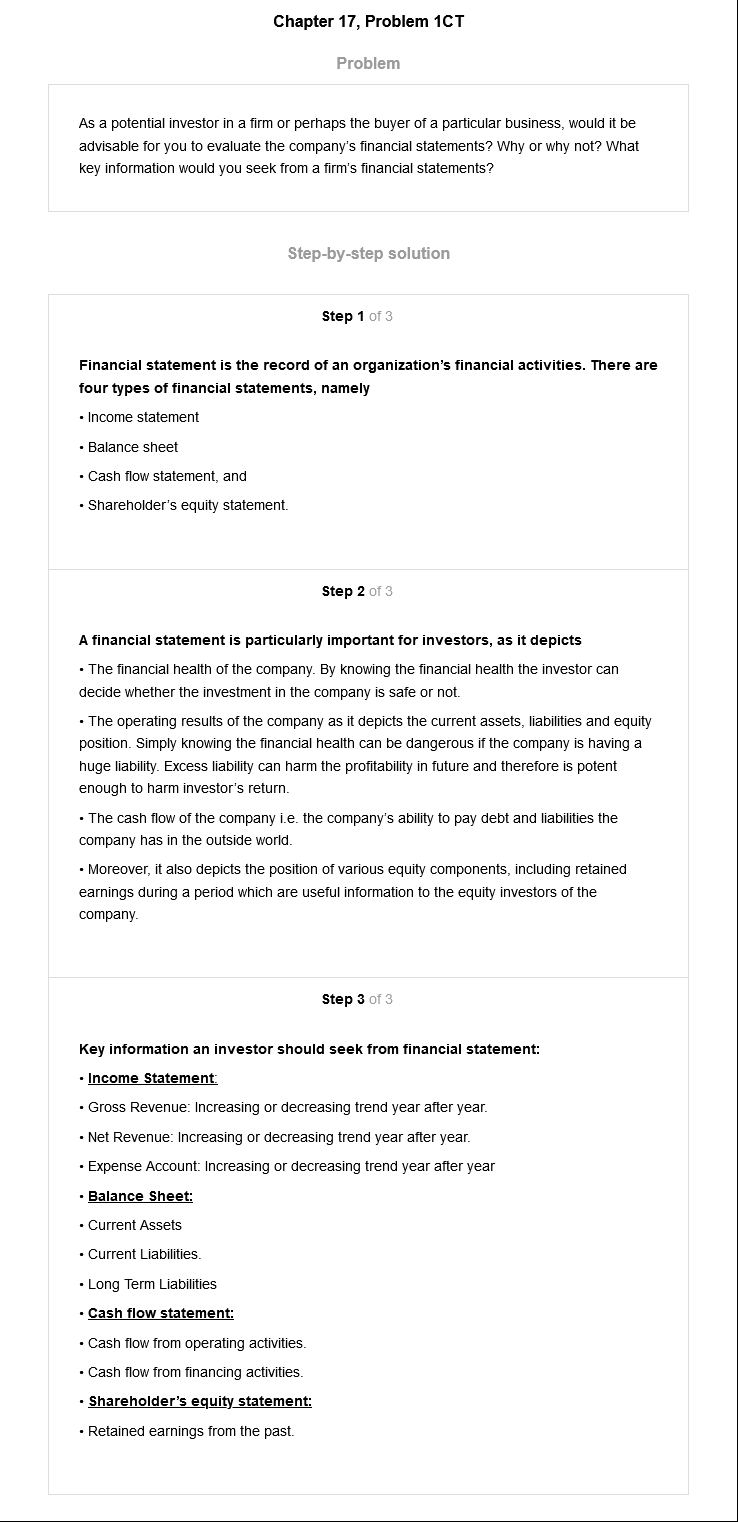 Chapter 17, Problem 1CT
Problem
As a potential investor in a firm or perhaps the buyer of a particular business, would it be
advisable for you to evaluate the company’s financial statements? Why or why not? What
key information would you seek from a firm’s financial statements?
Step-by-step solution
Step 1 of 3
Financial statement is the record of an organization’s financial activities. There are
four types of financial statements, namely
• Income statement
• Balance sheet
• Cash flow statement, and
• Shareholder’s equity statement.
Step 2 of 3
A financial statement is particularly important for investors, as it depicts
• The financial health of the company. By knowing the financial health the investor can
decide whether the investment in the company is safe or not.
• The operating results of the company as it depicts the current assets, liabilities and equity
position. Simply knowing the financial health can be dangerous if the company is having a
huge liability. Excess liability can harm the profitability in future and therefore is potent
enough to harm investor’s return.
• The cash flow of the company i.e. the company’s ability to pay debt and liabilities the
company has in the outside world.
• Moreover, it also depicts the position of various equity components, including retained
earnings during a period which are useful information to the equity investors of the
company.
Step 3 of 3
Key information an investor should seek from financial statement:
• Income Statement:
• Gross Revenue: Increasing or decreasing trend year after year.
• Net Revenue: Increasing or decreasing trend year after year.
• Expense Account: Increasing or decreasing trend year after year
• Balance Sheet:
• Current Assets
• Current Liabilities.
• Long Term Liabilities
• Cash flow statement:
• Cash flow from operating activities.
• Cash flow from financing activities.
• Shareholder’s equity statement:
• Retained earnings from the past.